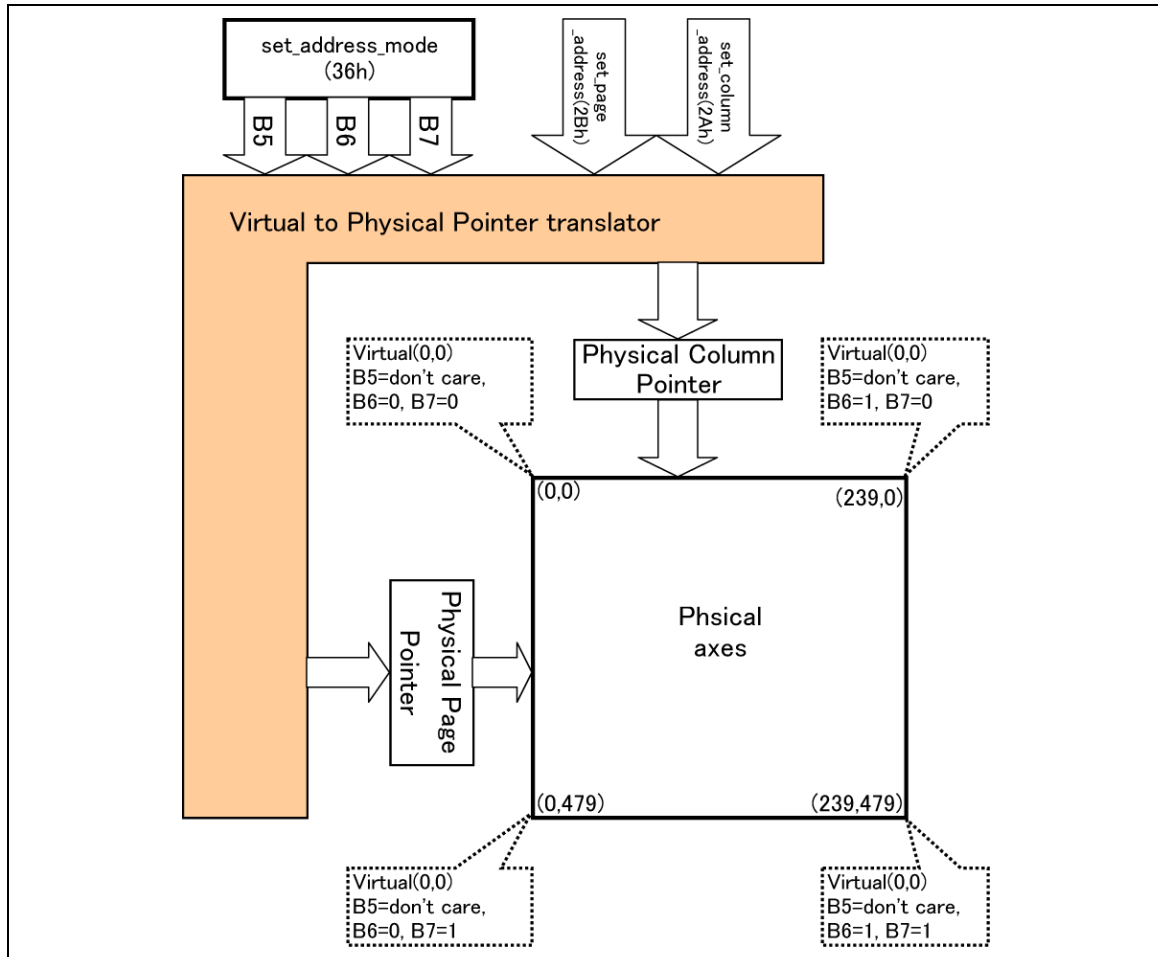 set_address_mode
(36h)
set_page
_address(2Bh)
set_column
_address(2Ah)
B5
B6
B7
Virtual to Physical Pointer translator
Virtual(0,0)
B5=don't care,
B6=0, B7=0
Physical Column
Pointer
Virtual(0,0)
B5=don't care,
B6=1, B7=0
(0,0)
(239,0)
Physical Page
Pointer
Phsical
axes
(0,479)
(239,479)
Virtual(0,0)
B5=don't care,
B6=0, B7=1
Virtual(0,0)
B5=don't care,
B6=1, B7=1